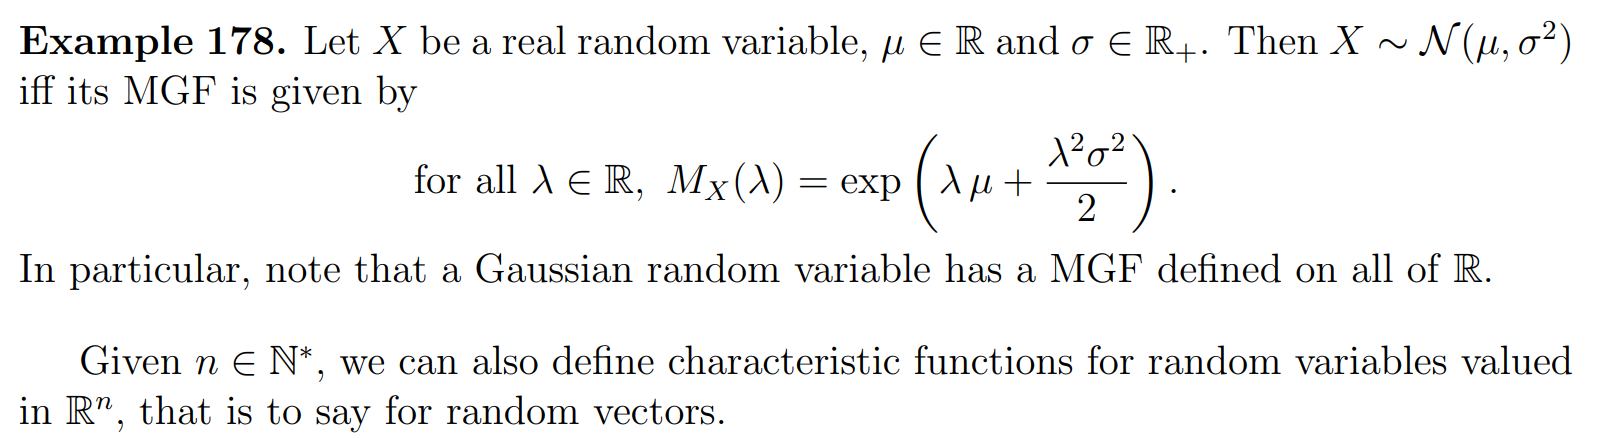 Example 178. Let X be a real random variable, μ ∈ ℝ and σ ∈ ℝ₊. Then X ∼ 𝒩(μ, σ²)
iff its MGF is given by
for all λ ∈ ℝ, M_X(λ) = exp(λ μ + λ²σ²/2).
In particular, note that a Gaussian random variable has a MGF defined on all of ℝ.
Given n ∈ ℕ*, we can also define characteristic functions for random variables valued
in ℝⁿ, that is to say for random vectors.